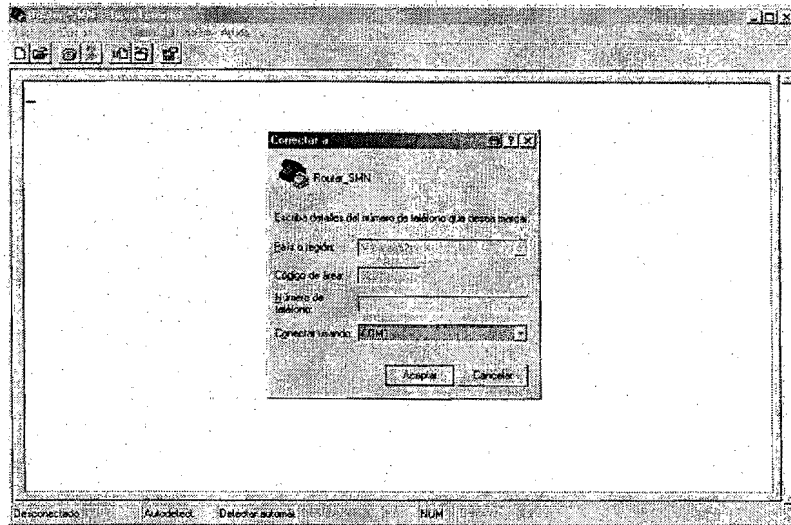 Conectar a
Router_SMN
Escriba detalles del número de teléfono que desea marcar:
País o región:
Código de área:
Número de teléfono:
Conectar usando: COM1
Aceptar Cancelar
Desconectado Autodetect. Detectar automát. NUM